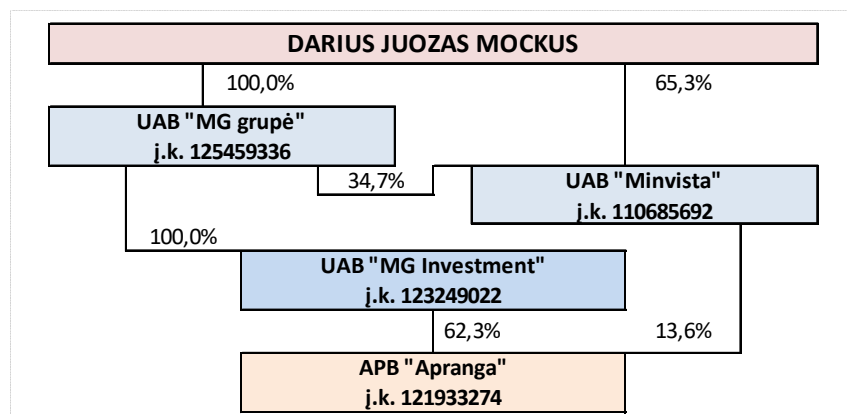 DARIUS JUOZAS MOCKUS
100,0%
65,3%
UAB "MG grupė"
į.k. 125459336
34,7%
UAB "Minvista"
į.k. 110685692
100,0%
UAB "MG Investment"
į.k. 123249022
62,3%
13,6%
APB "Apranga"
į.k. 121933274